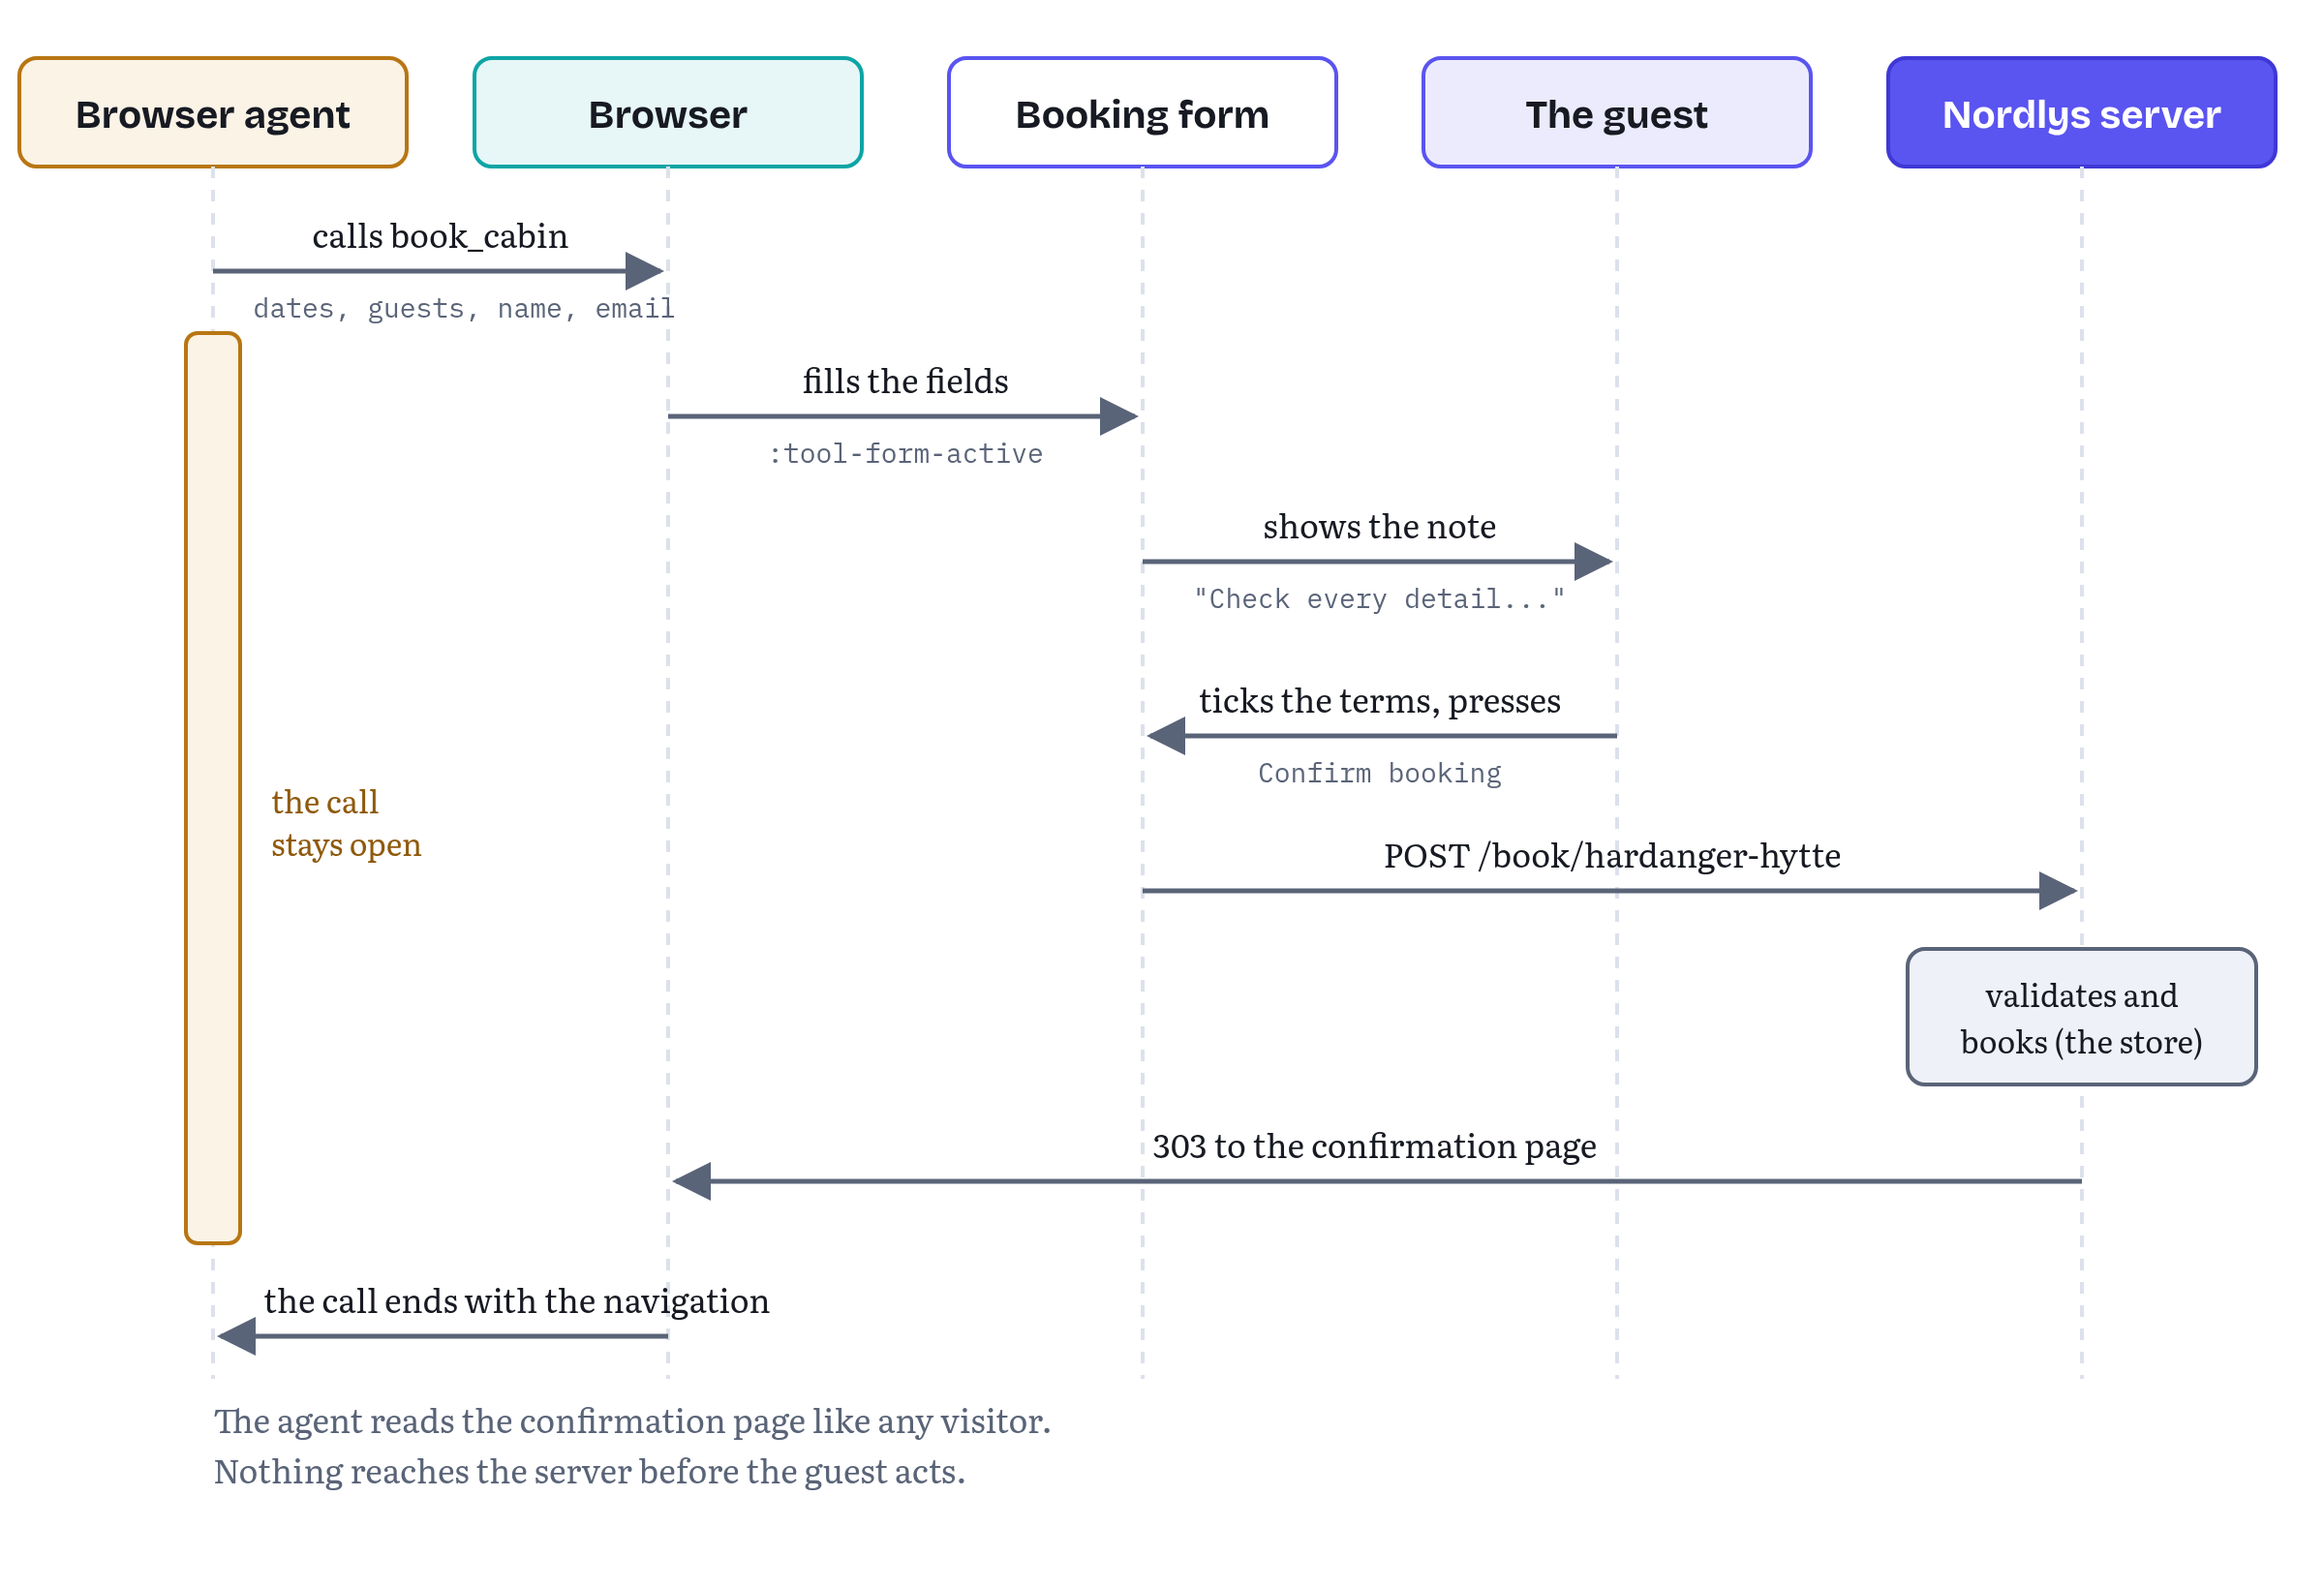 Browser agent
Browser
Booking form
The guest
Nordlys server
calls book_cabin
dates, guests, name, email
fills the fields
:tool-form-active
shows the note
"Check every detail..."
ticks the terms, presses
Confirm booking
the call
stays open
POST /book/hardanger-hytte
validates and
books (the store)
303 to the confirmation page
the call ends with the navigation
The agent reads the confirmation page like any visitor.
Nothing reaches the server before the guest acts.